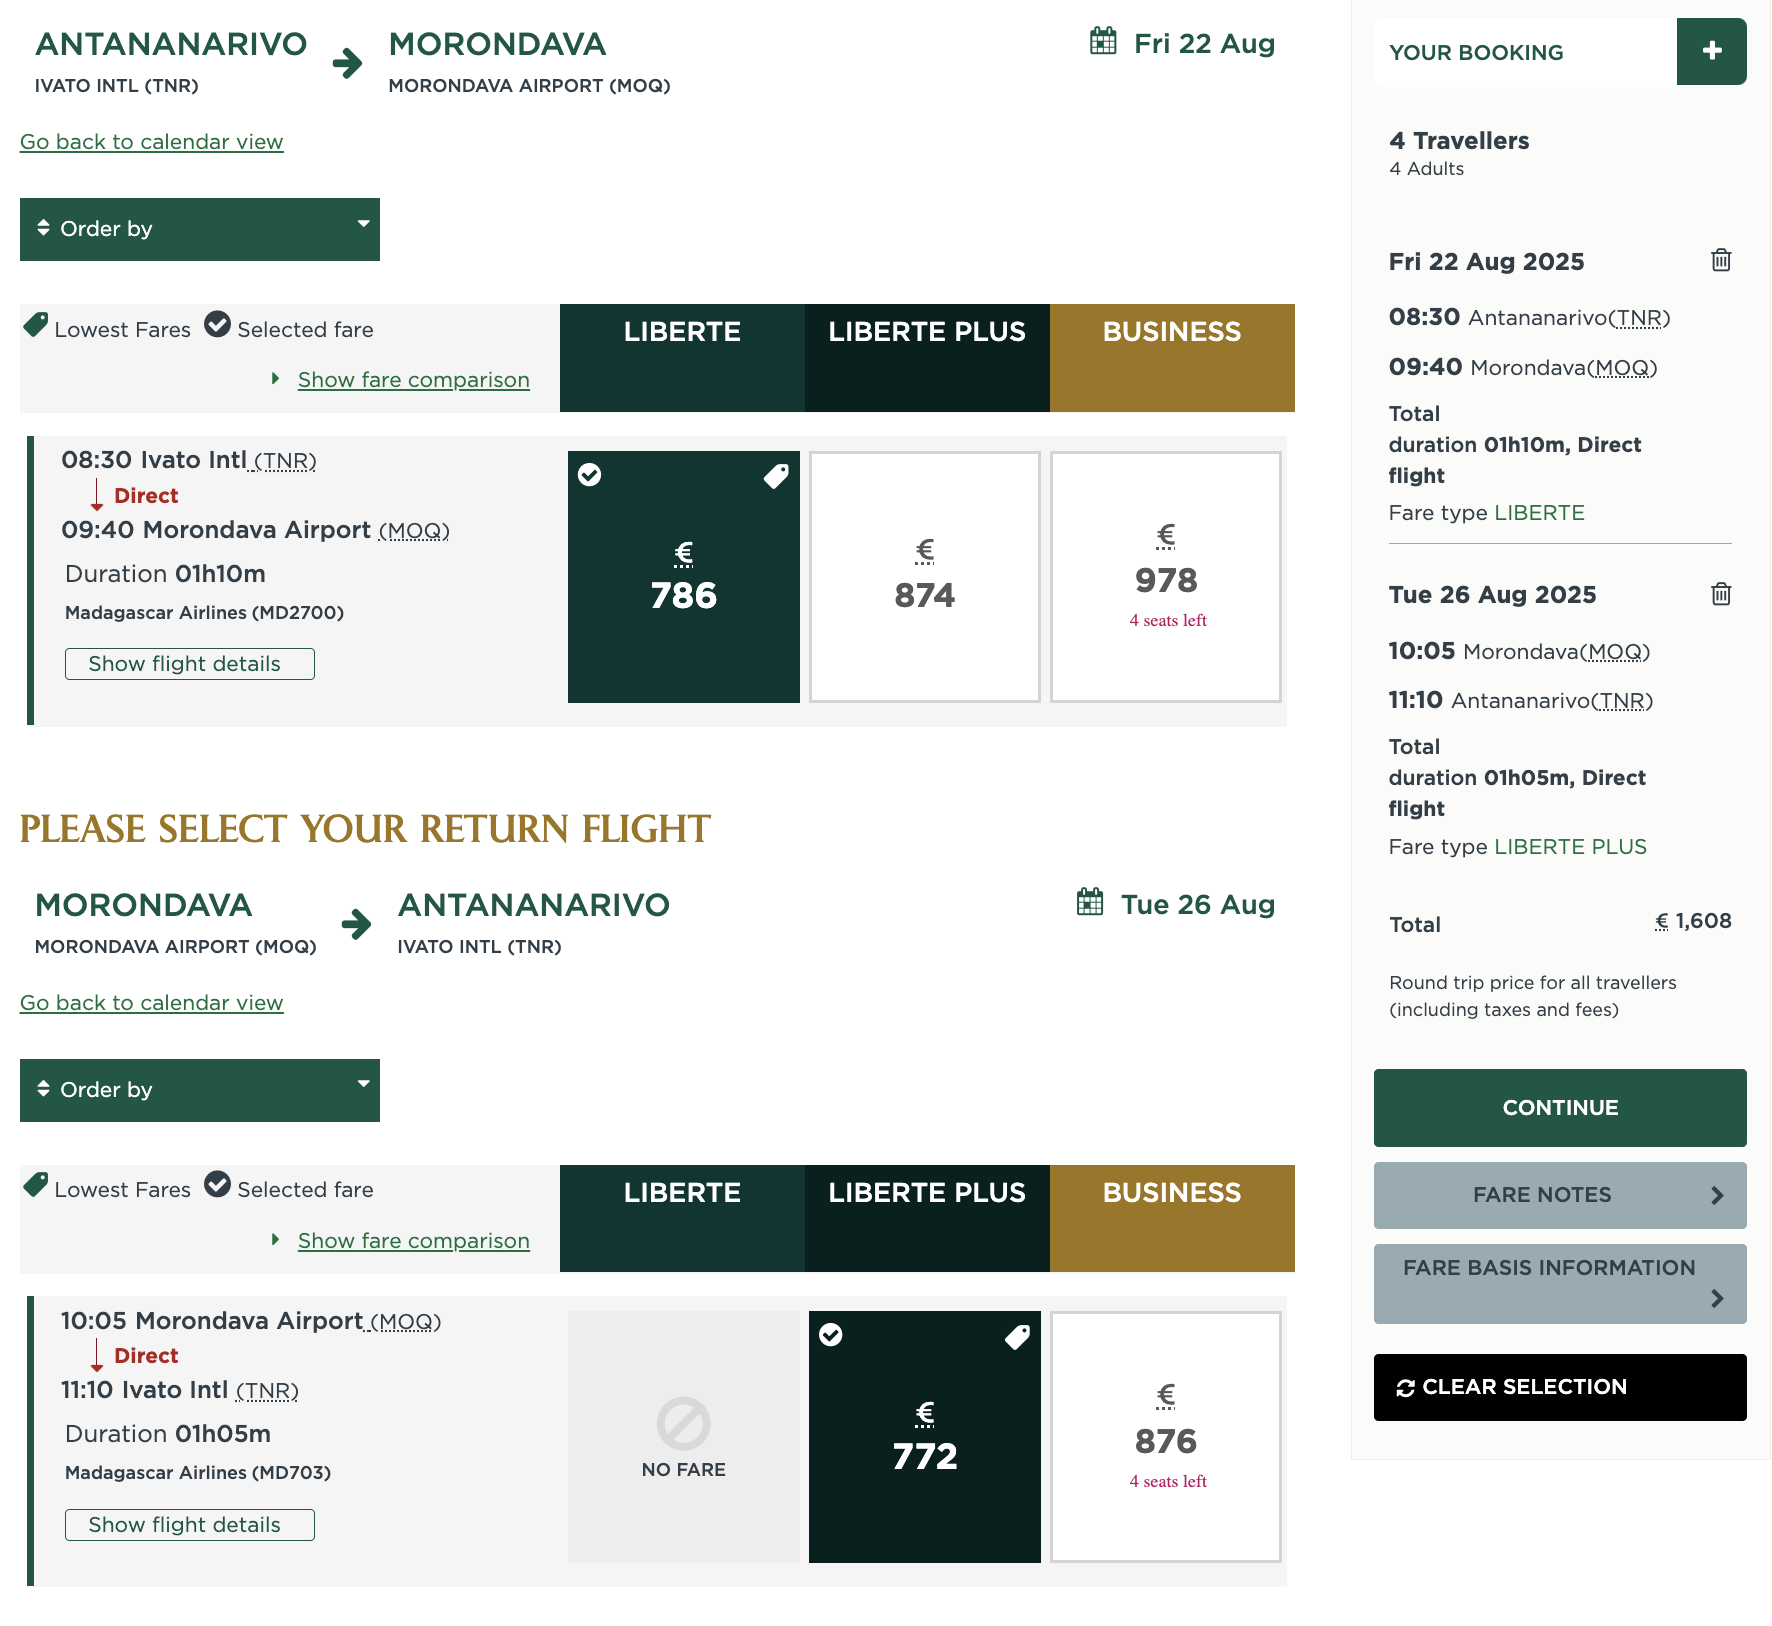 ANTANANARIVO
IVATO INTL (TNR)
MORONDAVA
MORONDAVA AIRPORT (MOQ)
Fri 22 Aug
Go back to calendar view
Order by
Lowest Fares Selected fare
Show fare comparison
LIBERTE
LIBERTE PLUS
BUSINESS
08:30 Ivato Intl (TNR)
Direct
09:40 Morondava Airport (MOQ)
Duration 01h10m
Madagascar Airlines (MD2700)
Show flight details
€
786
€
874
€
978
4 seats left
PLEASE SELECT YOUR RETURN FLIGHT
MORONDAVA
MORONDAVA AIRPORT (MOQ)
ANTANANARIVO
IVATO INTL (TNR)
Tue 26 Aug
Go back to calendar view
Order by
Lowest Fares Selected fare
Show fare comparison
LIBERTE
LIBERTE PLUS
BUSINESS
10:05 Morondava Airport (MOQ)
Direct
11:10 Ivato Intl (TNR)
Duration 01h05m
Madagascar Airlines (MD703)
Show flight details
NO FARE
€
772
€
876
4 seats left
YOUR BOOKING
4 Travellers
4 Adults
Fri 22 Aug 2025
08:30 Antananarivo(TNR)
09:40 Morondava(MOQ)
Total
duration 01h10m, Direct
flight
Fare type LIBERTE
Tue 26 Aug 2025
10:05 Morondava(MOQ)
11:10 Antananarivo(TNR)
Total
duration 01h05m, Direct
flight
Fare type LIBERTE PLUS
Total € 1,608
Round trip price for all travellers
(including taxes and fees)
CONTINUE
FARE NOTES
FARE BASIS INFORMATION
CLEAR SELECTION